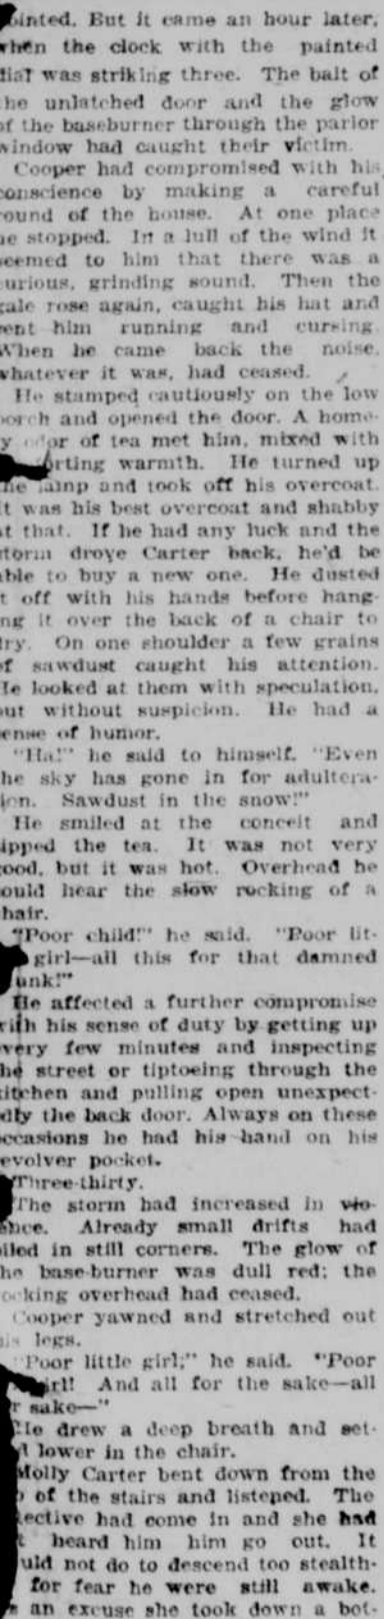 ointed. But it came an hour later,
when the clock with the painted
dial was striking three. The bait of
he unlatched door and the glow
of the baseburner through the parlor
window had caught their victim.
Cooper had compromised with his
conscience by making a careful
round of the house. At one place
he stopped. In a lull of the wind it
seemed to him that there was a
curious, grinding sound. Then the
gale rose again, caught his hat and
sent him running and cursing.
When he came back the noise,
whatever it was, had ceased.
He stamped cautiously on the low
porch and opened the door. A home-
y odor of tea met him, mixed with
orting warmth. He turned up
the lamp and took off his overcoat.
It was his best overcoat and shabby
at that. If he had any luck and the
storm drove Carter back, he'd be
able to buy a new one. He dusted
it off with his hands before hang-
ing it over the back of a chair to
dry. On one shoulder a few grains
of sawdust caught his attention.
He looked at them with speculation,
but without suspicion. He had a
sense of humor.
"Ha!" he said to himself. "Even
the sky has gone in for adultera-
tion. Sawdust in the snow!"
He smiled at the conceit and
sipped the tea. It was not very
good, but it was hot. Overhead he
could hear the slow rocking of a
chair.
"Poor child!" he said. "Poor lit-
girl—all this for that damned
unk!"
He affected a further compromise
with his sense of duty by getting up
every few minutes and inspecting
the street or tiptoeing through the
kitchen and pulling open unexpect-
edly the back door. Always on these
occasions he had his hand on his
revolver pocket.
Three-thirty.
The storm had increased in vio-
ence. Already small drifts had
piled in still corners. The glow of
he base-burner was dull red; the
rocking overhead had ceased.
Cooper yawned and stretched out
his legs.
"Poor little girl;" he said. "Poor
girl! And all for the sake—all
r sake—"
He drew a deep breath and set-
d lower in the chair.
Molly Carter bent down from the
of the stairs and listened. The
ective had come in and she had
t heard him him go out. It
uld not do to descend too stealth-
for fear he were still awake.
an excuse she took down a bot-